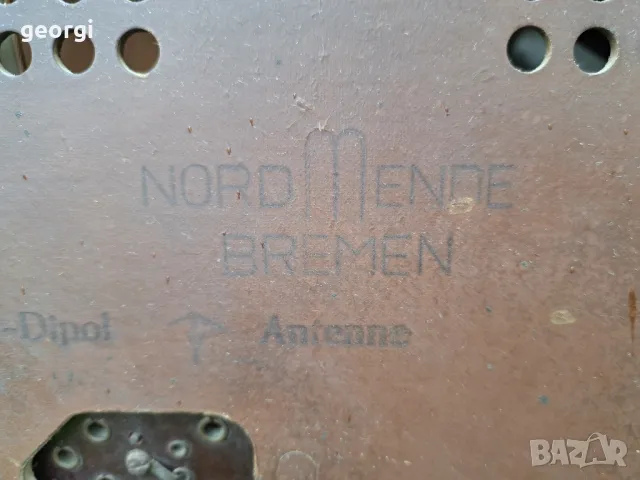 georgi
NORDMENDE
BREMEN
-Dipol Antenne
BAZAR